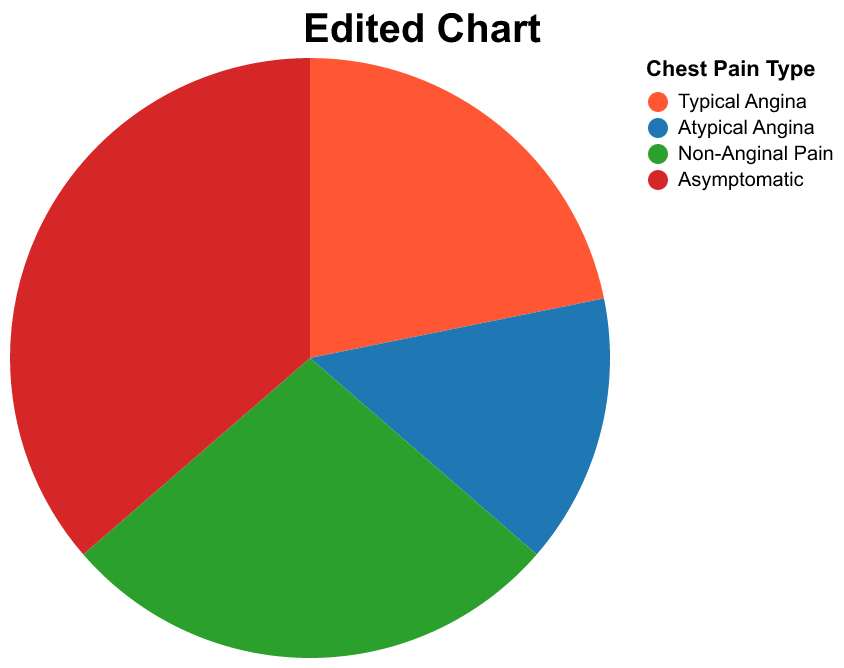 Edited Chart
Chest Pain Type
Typical Angina
Atypical Angina
Non-Anginal Pain
Asymptomatic